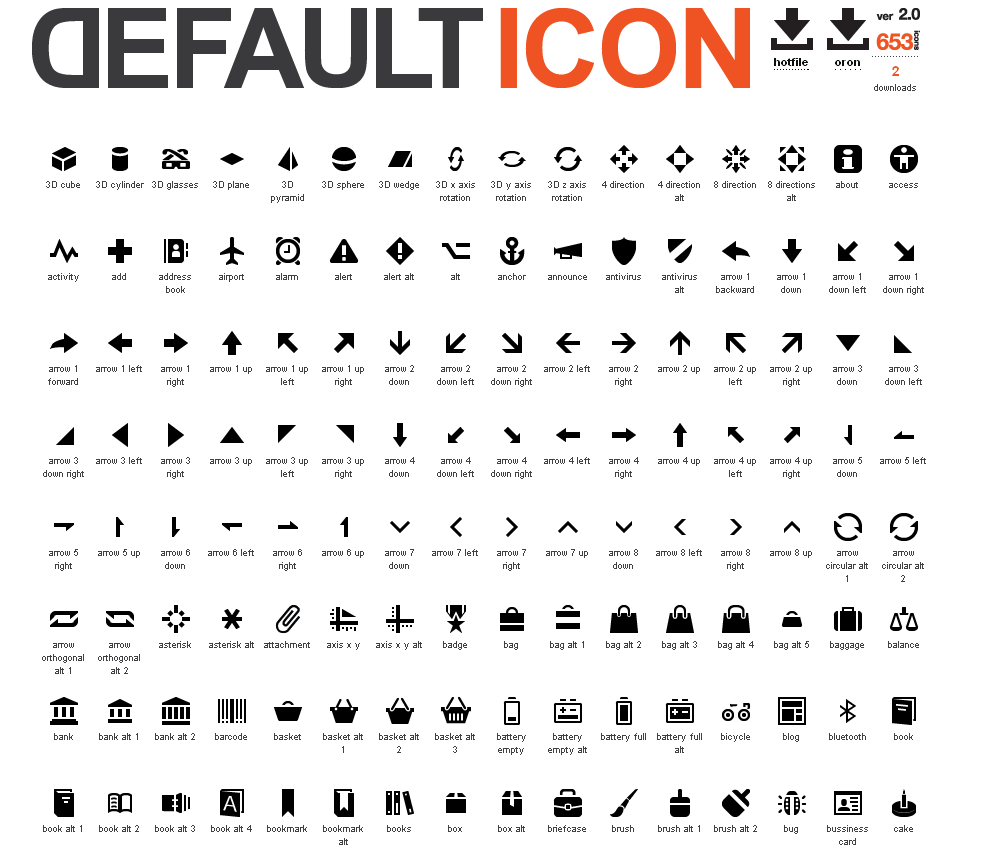 DEFAULT ICON
hotfile
oron
ver 2.0
653 icons
2
downloads
3D cube 3D cylinder 3D glasses 3D plane 3D pyramid 3D sphere 3D wedge 3D x axis rotation 3D y axis rotation 3D z axis rotation 4 direction 4 direction alt 8 direction 8 directions alt about access
activity add address book airport alarm alert alert alt alt anchor announce antivirus antivirus alt arrow 1 backward arrow 1 down arrow 1 down left arrow 1 down right
arrow 1 forward arrow 1 left arrow 1 right arrow 1 up arrow 1 up left arrow 1 up right arrow 2 down arrow 2 down left arrow 2 down right arrow 2 left arrow 2 right arrow 2 up arrow 2 up left arrow 2 up right arrow 3 down arrow 3 down left
arrow 3 down right arrow 3 left arrow 3 right arrow 3 up arrow 3 up left arrow 3 up right arrow 4 down arrow 4 down left arrow 4 down right arrow 4 left arrow 4 right arrow 4 up arrow 4 up left arrow 4 up right arrow 5 down arrow 5 left
arrow 5 right arrow 5 up arrow 6 down arrow 6 left arrow 6 right arrow 6 up arrow 7 down arrow 7 left arrow 7 right arrow 7 up arrow 8 down arrow 8 left arrow 8 right arrow 8 up arrow circular alt 1 arrow circular alt 2
arrow orthogonal alt 1 arrow orthogonal alt 2 asterisk asterisk alt attachment axis x y axis x y alt badge bag bag alt 1 bag alt 2 bag alt 3 bag alt 4 bag alt 5 baggage balance
bank bank alt 1 bank alt 2 barcode basket basket alt 1 basket alt 2 basket alt 3 battery empty battery empty alt battery full battery full alt bicycle blog bluetooth book
book alt 1 book alt 2 book alt 3 book alt 4 bookmark bookmark alt books box box alt briefcase brush brush alt 1 brush alt 2 bug bussiness card cake